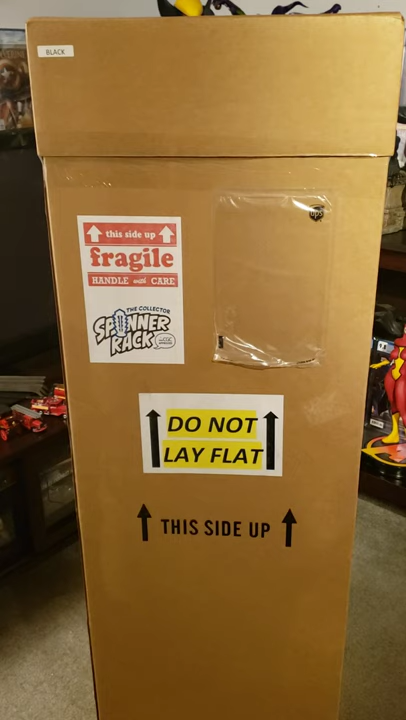 BLACK
ups
this side up
fragile
HANDLE with CARE
THE COLLECTOR
SPINNER
RACK
DO NOT
LAY FLAT
THIS SIDE UP